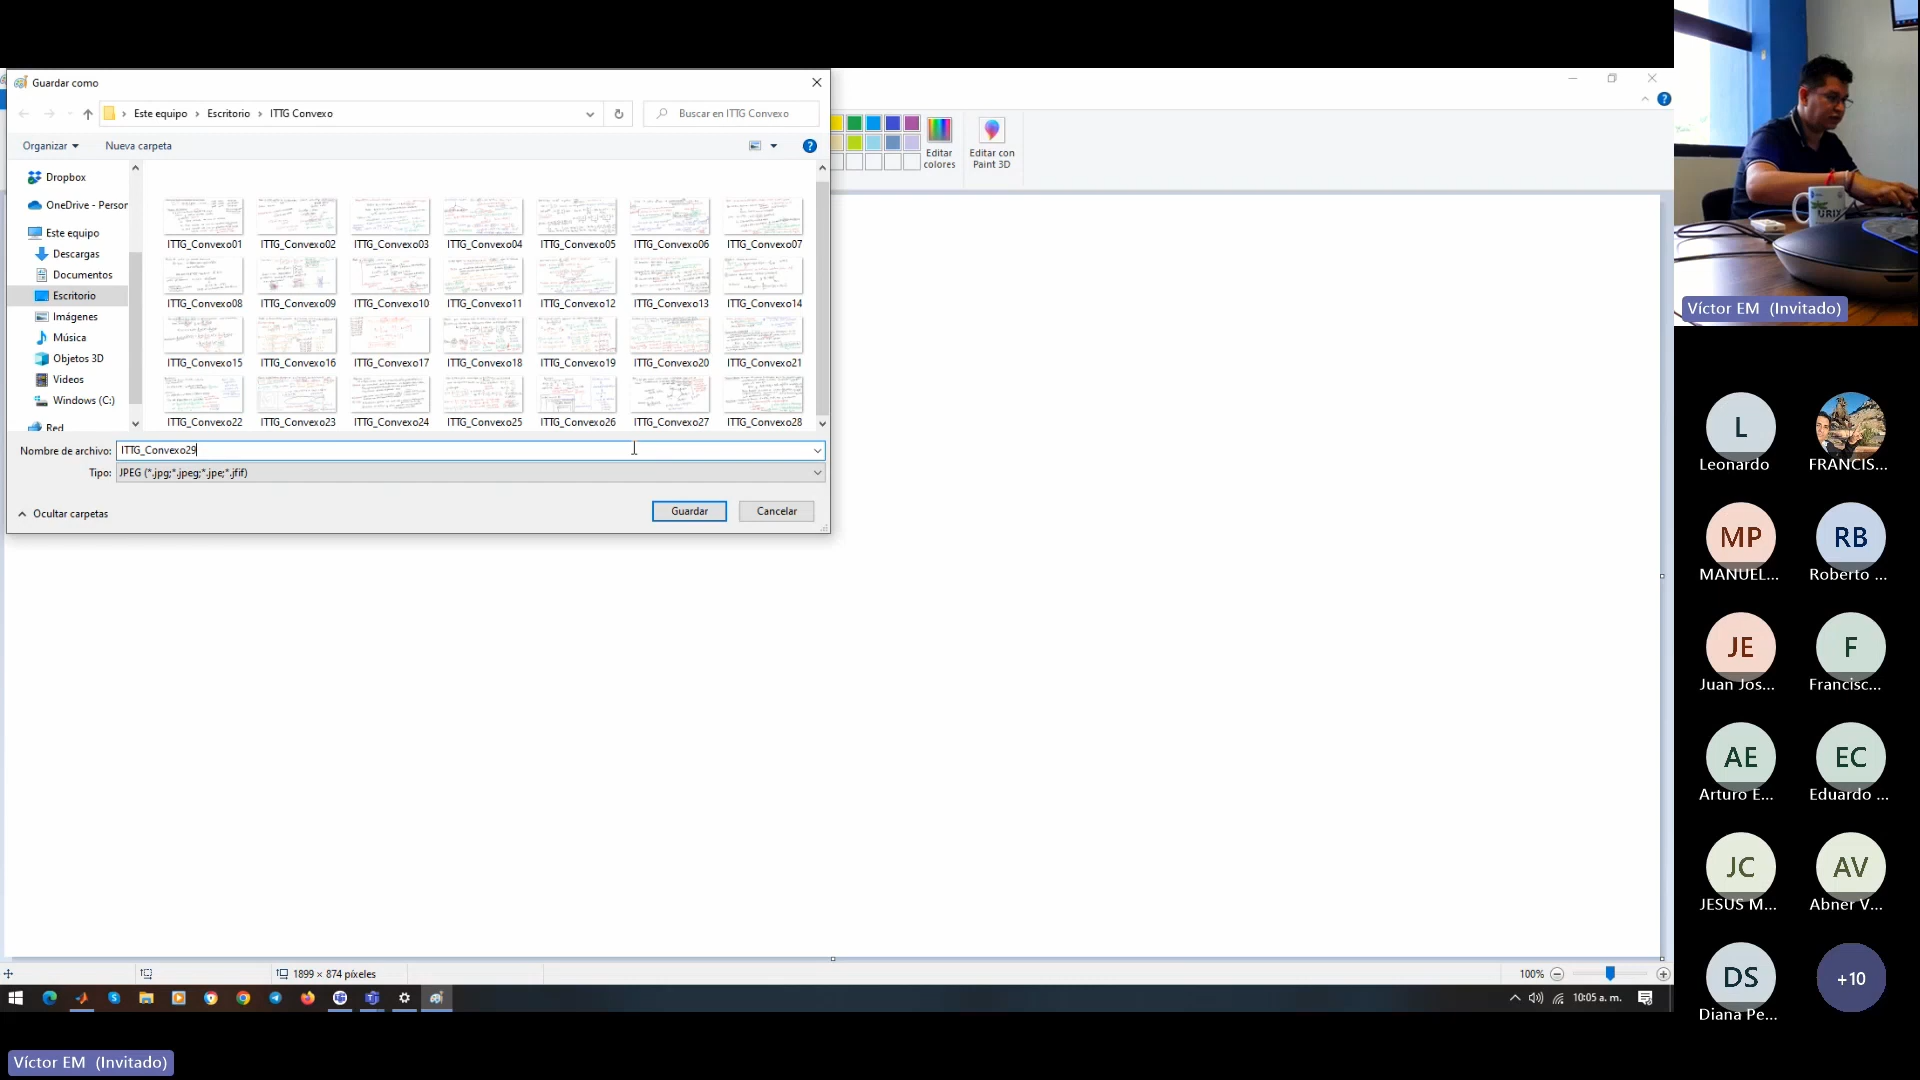 Guardar como
Este equipo
Escritorio
ITTG Convexo
Buscar en ITTG Convexo
Organizar
Nueva carpeta
Dropbox
OneDrive - Person
Este equipo
Descargas
Documentos
Escritorio
Imágenes
Música
Objetos 3D
Videos
Windows (C:)
Red
ITTG_Convexo01 ITTG_Convexo02 ITTG_Convexo03 ITTG_Convexo04 ITTG_Convexo05 ITTG_Convexo06 ITTG_Convexo07
ITTG_Convexo08 ITTG_Convexo09 ITTG_Convexo10 ITTG_Convexo11 ITTG_Convexo12 ITTG_Convexo13 ITTG_Convexo14
ITTG_Convexo15 ITTG_Convexo16 ITTG_Convexo17 ITTG_Convexo18 ITTG_Convexo19 ITTG_Convexo20 ITTG_Convexo21
ITTG_Convexo22 ITTG_Convexo23 ITTG_Convexo24 ITTG_Convexo25 ITTG_Convexo26 ITTG_Convexo27 ITTG_Convexo28
Nombre de archivo: ITTG_Convexo29
Tipo: JPEG (*.jpg;*.jpeg;*.jpe;*.jfif)
Ocultar carpetas
Guardar
Cancelar
Editar
colores
Editar con
Paint 3D
1899 × 874 píxeles
100%
10:05 a. m.
Víctor EM (Invitado)
L
Leonardo
FRANCIS...
MP
MANUEL...
RB
Roberto ...
JE
Juan Jos...
F
Francisc...
AE
Arturo E...
EC
Eduardo ...
JC
JESUS M...
AV
Abner V...
DS
Diana Pe...
+10
Víctor EM (Invitado)